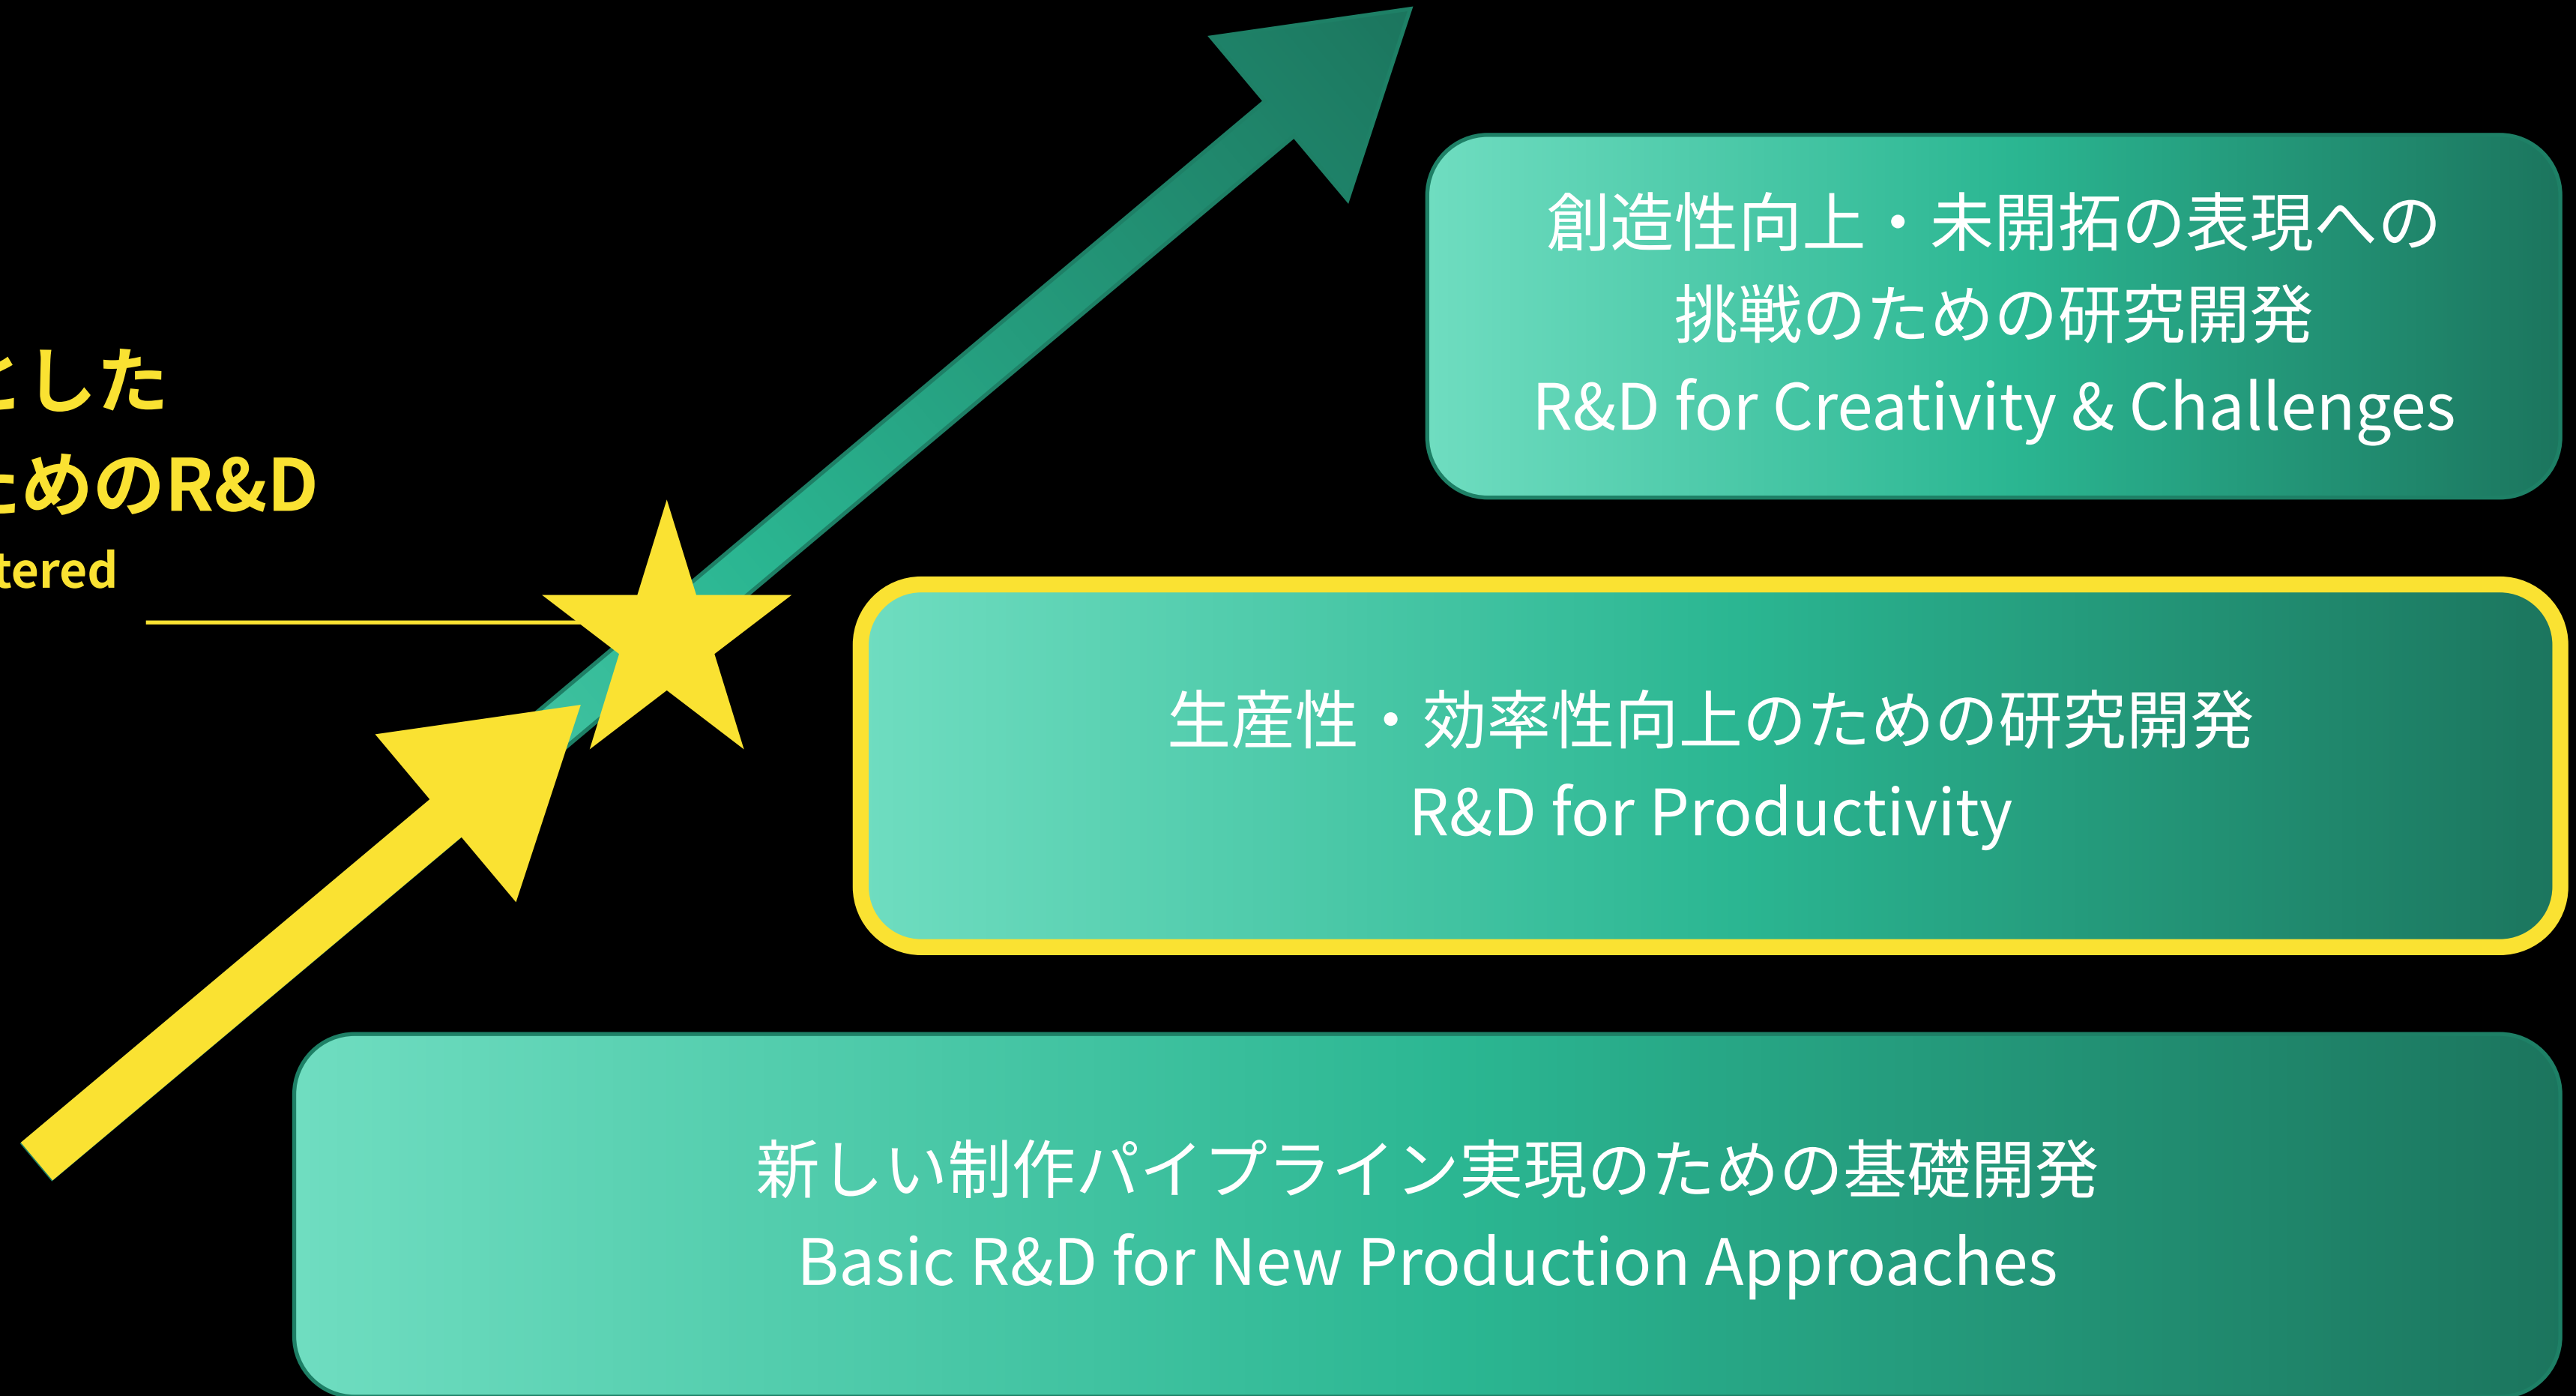 創造性向上・未開拓の表現への
挑戦のための研究開発
R&D for Creativity & Challenges
とした
ためのR&D
tered
生産性・効率性向上のための研究開発
R&D for Productivity
新しい制作パイプライン実現のための基礎開発
Basic R&D for New Production Approaches